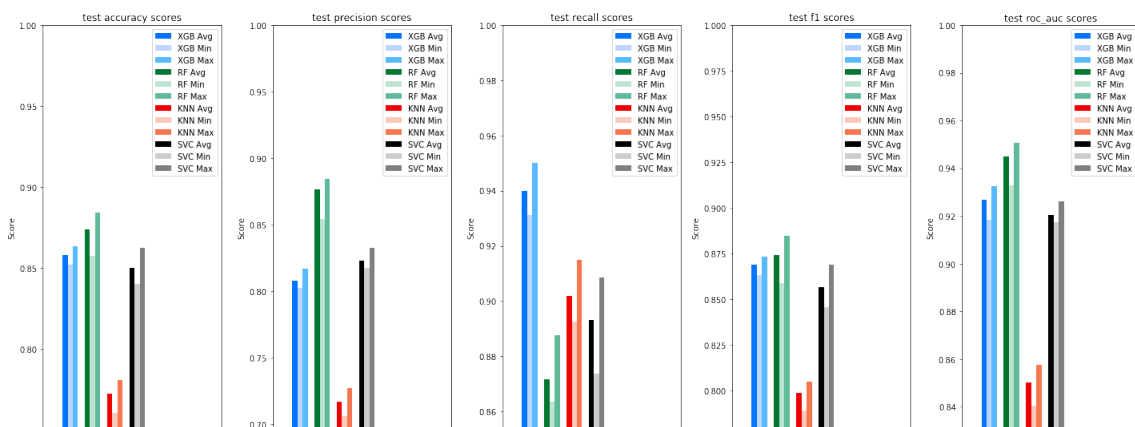 test accuracy scores
1.00
0.95
0.90
0.85
0.80
Score
XGB Avg
XGB Min
XGB Max
RF Avg
RF Min
RF Max
KNN Avg
KNN Min
KNN Max
SVC Avg
SVC Min
SVC Max
test precision scores
1.00
0.95
0.90
0.85
0.80
0.75
0.70
Score
XGB Avg
XGB Min
XGB Max
RF Avg
RF Min
RF Max
KNN Avg
KNN Min
KNN Max
SVC Avg
SVC Min
SVC Max
test recall scores
1.00
0.98
0.96
0.94
0.92
0.90
0.88
0.86
Score
XGB Avg
XGB Min
XGB Max
RF Avg
RF Min
RF Max
KNN Avg
KNN Min
KNN Max
SVC Avg
SVC Min
SVC Max
test f1 scores
1.000
0.975
0.950
0.925
0.900
0.875
0.850
0.825
0.800
Score
XGB Avg
XGB Min
XGB Max
RF Avg
RF Min
RF Max
KNN Avg
KNN Min
KNN Max
SVC Avg
SVC Min
SVC Max
test roc_auc scores
1.00
0.98
0.96
0.94
0.92
0.90
0.88
0.86
0.84
Score
XGB Avg
XGB Min
XGB Max
RF Avg
RF Min
RF Max
KNN Avg
KNN Min
KNN Max
SVC Avg
SVC Min
SVC Max